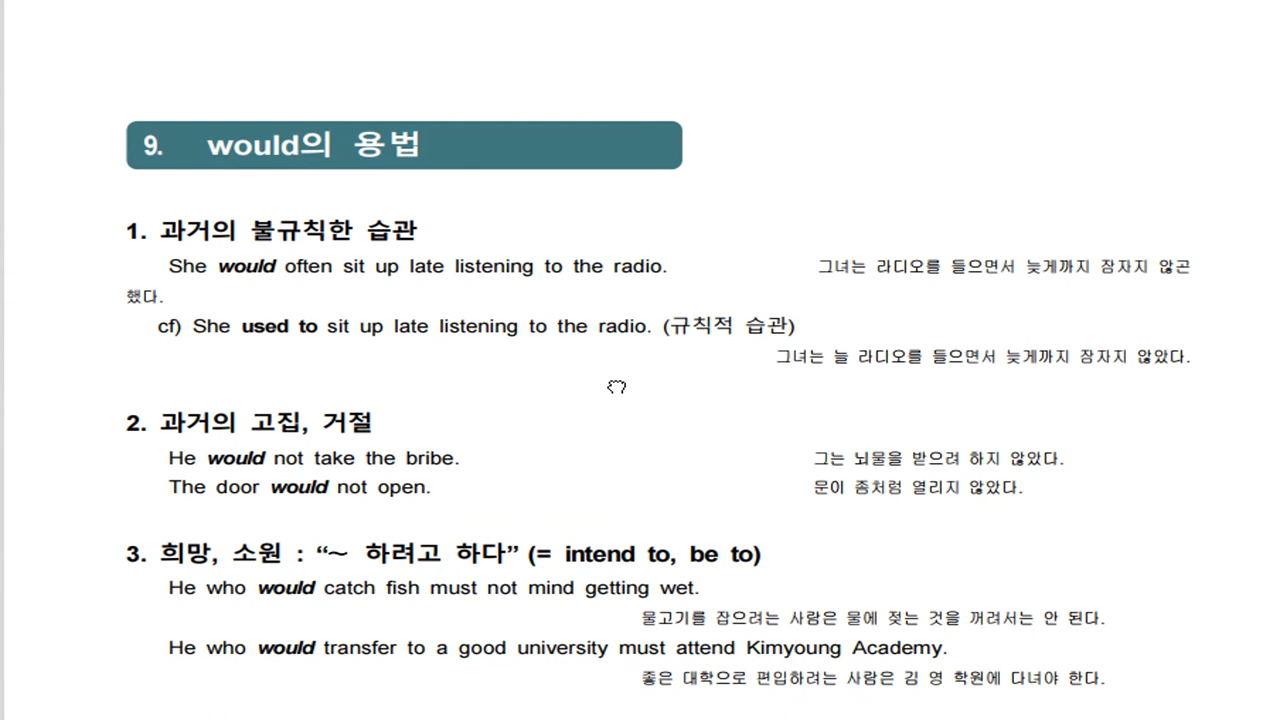 9. would의 용법
1. 과거의 불규칙한 습관
She would often sit up late listening to the radio. 그녀는 라디오를 들으면서 늦게까지 잠자지 않곤
했다.
cf) She used to sit up late listening to the radio. (규칙적 습관)
그녀는 늘 라디오를 들으면서 늦게까지 잠자지 않았다.
2. 과거의 고집, 거절
He would not take the bribe. 그는 뇌물을 받으려 하지 않았다.
The door would not open. 문이 좀처럼 열리지 않았다.
3. 희망, 소원 : “~ 하려고 하다” (= intend to, be to)
He who would catch fish must not mind getting wet.
물고기를 잡으려는 사람은 물에 젖는 것을 꺼려서는 안 된다.
He who would transfer to a good university must attend Kimyoung Academy.
좋은 대학으로 편입하려는 사람은 김 영 학원에 다녀야 한다.